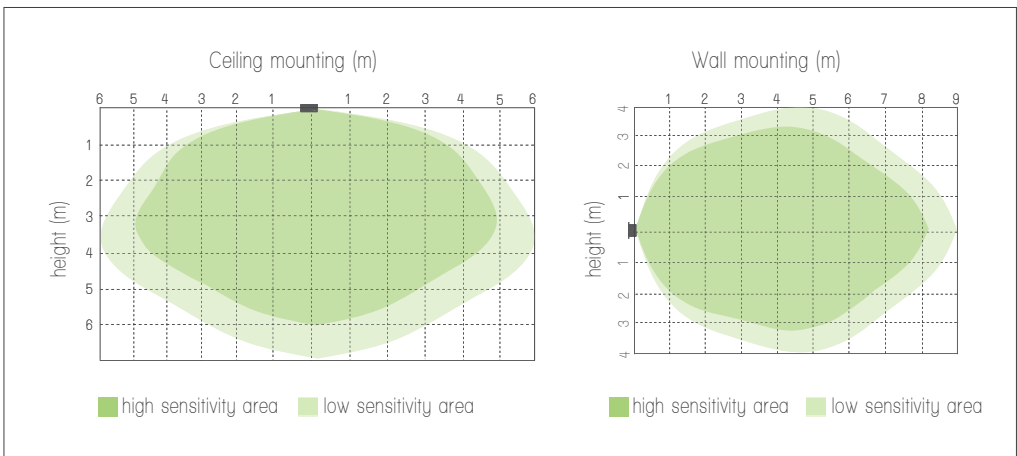 Ceiling mounting (m)
6 5 4 3 2 1 1 2 3 4 5 6
1
2
3
4
5
6
height (m)
high sensitivity area
low sensitivity area
Wall mounting (m)
1 2 3 4 5 6 7 8 9
4
3
2
1
1
2
3
4
height (m)
high sensitivity area
low sensitivity area